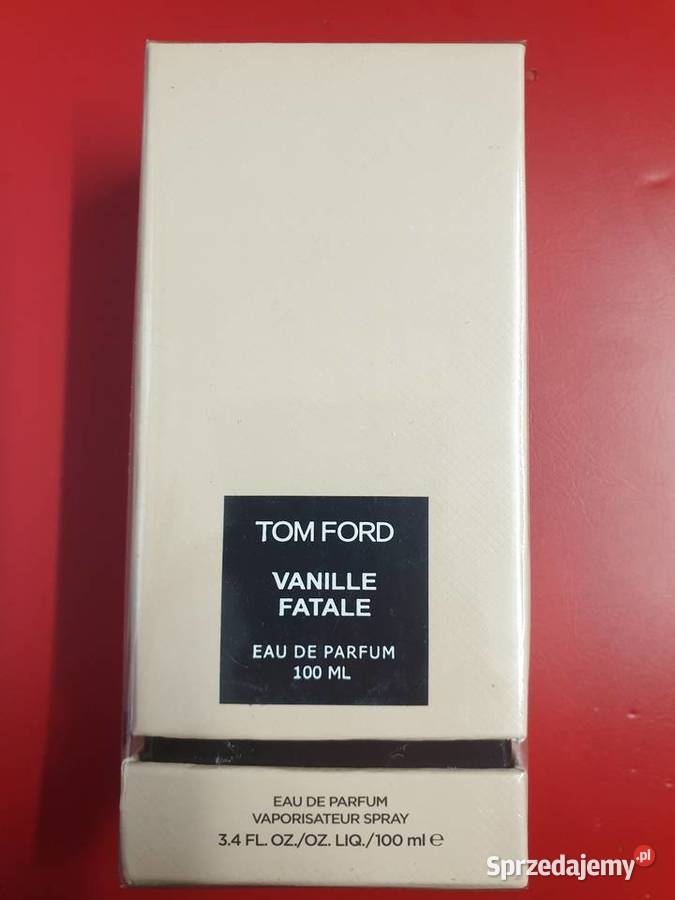 TOM FORD
VANILLE
FATALE
EAU DE PARFUM
100 ML
EAU DE PARFUM
VAPORISATEUR SPRAY
3.4 FL. OZ./OZ. LIQ./100 ml ℮
Sprzedajemy.pl